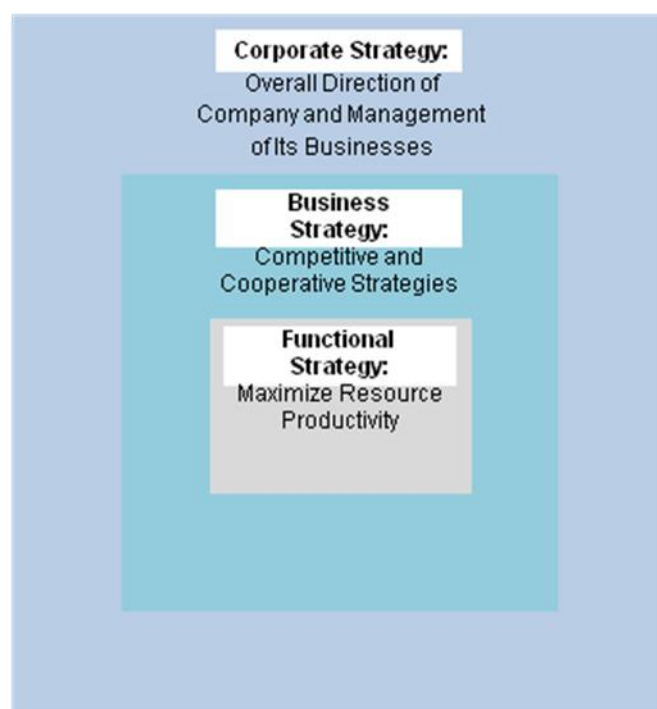 Corporate Strategy:
Overall Direction of
Company and Management
of Its Businesses
Business
Strategy:
Competitive and
Cooperative Strategies
Functional
Strategy:
Maximize Resource
Productivity